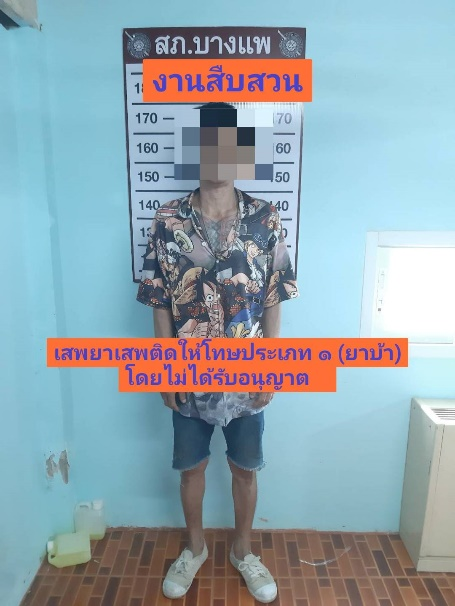 สภ.บางแพ
งานสืบสวน
170 70
160 60
150 50
140 140
เสพยาเสพติดให้โทษประเภท ๑ (ยาบ้า)
โดยไม่ได้รับอนุญาต